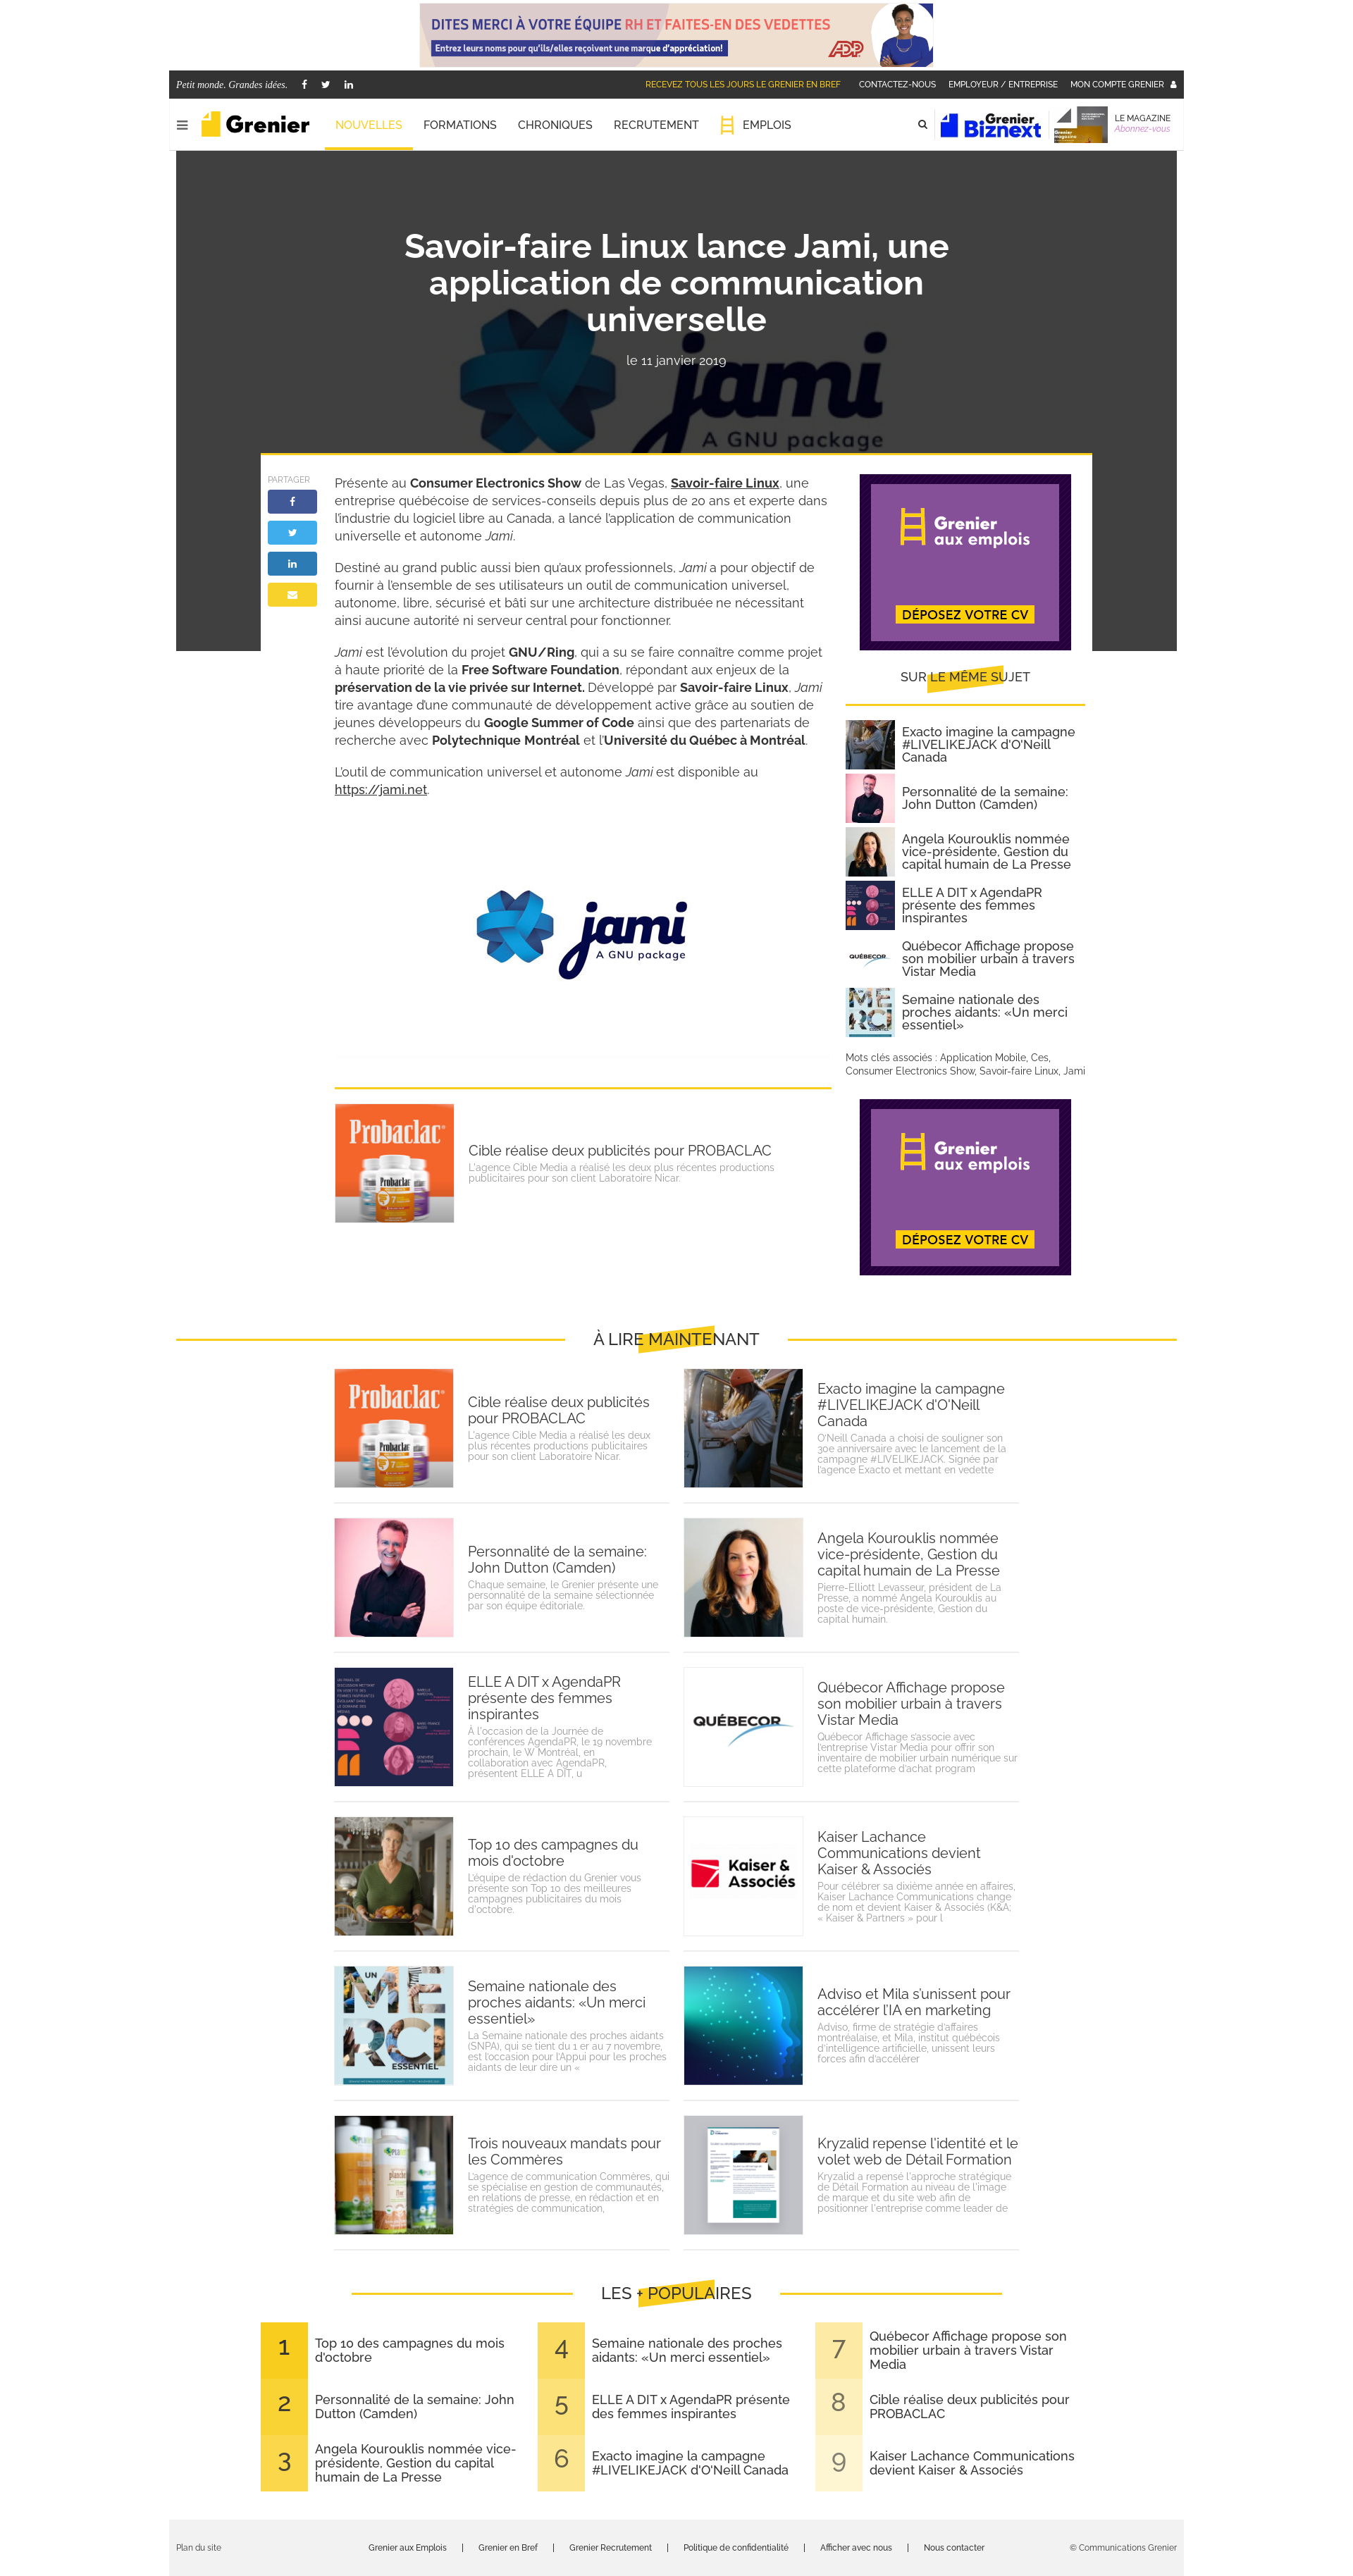 DITES MERCI À VOTRE ÉQUIPE RH ET FAITES-EN DES VEDETTES
Entrez leurs noms pour qu'ils/elles reçoivent une marque d'appréciation!
ADP
Petit monde. Grandes idées.
RECEVEZ TOUS LES JOURS LE GRENIER EN BREF
CONTACTEZ-NOUS
EMPLOYEUR / ENTREPRISE
MON COMPTE GRENIER
Grenier
NOUVELLES
FORMATIONS
CHRONIQUES
RECRUTEMENT
EMPLOIS
Grenier
Biznext
LE MAGAZINE
Abonnez-vous
Savoir-faire Linux lance Jami, une
application de communication
universelle
le 11 janvier 2019
jami
A GNU package
PARTAGER
Présente au Consumer Electronics Show de Las Vegas, Savoir-faire Linux, une
entreprise québécoise de services-conseils depuis plus de 20 ans et experte dans
l'industrie du logiciel libre au Canada, a lancé l'application de communication
universelle et autonome Jami.
Destiné au grand public aussi bien qu'aux professionnels, Jami a pour objectif de
fournir à l'ensemble de ses utilisateurs un outil de communication universel,
autonome, libre, sécurisé et bâti sur une architecture distribuée ne nécessitant
ainsi aucune autorité ni serveur central pour fonctionner.
Jami est l'évolution du projet GNU/Ring, qui a su se faire connaître comme projet
à haute priorité de la Free Software Foundation, répondant aux enjeux de la
préservation de la vie privée sur Internet. Développé par Savoir-faire Linux, Jami
tire avantage d'une communauté de développement active grâce au soutien de
jeunes développeurs du Google Summer of Code ainsi que des partenariats de
recherche avec Polytechnique Montréal et l'Université du Québec à Montréal.
L'outil de communication universel et autonome Jami est disponible au
https://jami.net.
jami
A GNU package
Cible réalise deux publicités pour PROBACLAC
L'agence Cible Media a réalisé les deux plus récentes productions
publicitaires pour son client Laboratoire Nicar.
Grenier
aux emplois
DÉPOSEZ VOTRE CV
SUR LE MÊME SUJET
Exacto imagine la campagne
#LIVELIKEJACK d'O'Neill
Canada
Personnalité de la semaine:
John Dutton (Camden)
Angela Kourouklis nommée
vice-présidente, Gestion du
capital humain de La Presse
ELLE A DIT x AgendaPR
présente des femmes
inspirantes
QUÉBECOR
Québecor Affichage propose
son mobilier urbain à travers
Vistar Media
Semaine nationale des
proches aidants: «Un merci
essentiel»
Mots clés associés : Application Mobile, Ces,
Consumer Electronics Show, Savoir-faire Linux, Jami
Grenier
aux emplois
DÉPOSEZ VOTRE CV
À LIRE MAINTENANT
Probaclac
Cible réalise deux publicités
pour PROBACLAC
L'agence Cible Media a réalisé les deux
plus récentes productions publicitaires
pour son client Laboratoire Nicar.
Exacto imagine la campagne
#LIVELIKEJACK d'O'Neill
Canada
O'Neill Canada a choisi de souligner son
30e anniversaire avec le lancement de la
campagne #LIVELIKEJACK. Signée par
l'agence Exacto et mettant en vedette
Personnalité de la semaine:
John Dutton (Camden)
Chaque semaine, le Grenier présente une
personnalité de la semaine sélectionnée
par son équipe éditoriale.
Angela Kourouklis nommée
vice-présidente, Gestion du
capital humain de La Presse
Pierre-Elliott Levasseur, président de La
Presse, a nommé Angela Kourouklis au
poste de vice-présidente, Gestion du
capital humain.
ELLE A DIT x AgendaPR
présente des femmes
inspirantes
À l'occasion de la Journée de
conférences AgendaPR, le 19 novembre
prochain, le W Montréal, en
collaboration avec AgendaPR,
présentent ELLE A DIT, u
QUÉBECOR
Québecor Affichage propose
son mobilier urbain à travers
Vistar Media
Québecor Affichage s'associe avec
l'entreprise Vistar Media pour offrir son
inventaire de mobilier urbain numérique sur
cette plateforme d'achat program
Top 10 des campagnes du
mois d'octobre
L'équipe de rédaction du Grenier vous
présente son Top 10 des meilleures
campagnes publicitaires du mois
d'octobre.
Kaiser &
Associés
Kaiser Lachance
Communications devient
Kaiser & Associés
Pour célébrer sa dixième année en affaires,
Kaiser Lachance Communications change
de nom et devient Kaiser & Associés (K&A;
« Kaiser & Partners » pour l
UN
MERCI
ESSENTIEL
Semaine nationale des
proches aidants: «Un merci
essentiel»
La Semaine nationale des proches aidants
(SNPA), qui se tient du 1 er au 7 novembre,
est l'occasion pour l'Appui pour les proches
aidants de leur dire un «
Adviso et Mila s'unissent pour
accélérer l'IA en marketing
Adviso, firme de stratégie d'affaires
montréalaise, et Mila, institut québécois
d'intelligence artificielle, unissent leurs
forces afin d'accélérer
Trois nouveaux mandats pour
les Commères
L'agence de communication Commères, qui
se spécialise en gestion de communautés,
en relations de presse, en rédaction et en
stratégies de communication,
Kryzalid repense l'identité et le
volet web de Détail Formation
Kryzalid a repensé l'approche stratégique
de Détail Formation au niveau de l'image
de marque et du site web afin de
positionner l'entreprise comme leader de
LES + POPULAIRES
1
Top 10 des campagnes du mois
d'octobre
2
Personnalité de la semaine: John
Dutton (Camden)
3
Angela Kourouklis nommée vice-
présidente, Gestion du capital
humain de La Presse
4
Semaine nationale des proches
aidants: «Un merci essentiel»
5
ELLE A DIT x AgendaPR présente
des femmes inspirantes
6
Exacto imagine la campagne
#LIVELIKEJACK d'O'Neill Canada
7
Québecor Affichage propose son
mobilier urbain à travers Vistar
Media
8
Cible réalise deux publicités pour
PROBACLAC
9
Kaiser Lachance Communications
devient Kaiser & Associés
Plan du site
Grenier aux Emplois | Grenier en Bref | Grenier Recrutement | Politique de confidentialité | Afficher avec nous | Nous contacter
© Communications Grenier